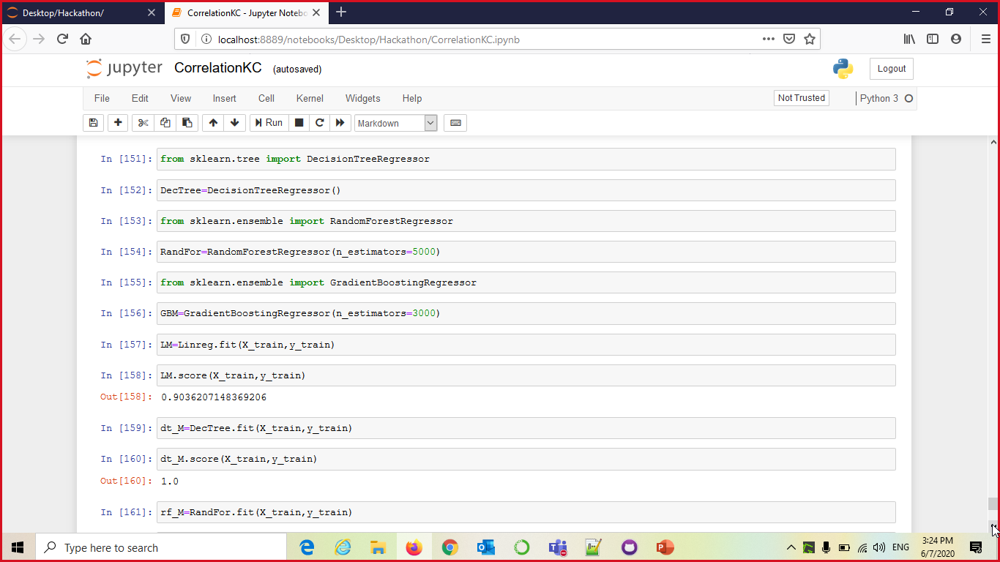 Desktop/Hackathon/
CorrelationKC - Jupyter Notebo
localhost:8889/notebooks/Desktop/Hackathon/CorrelationKC.ipynb
jupyter CorrelationKC (autosaved)
Logout
File Edit View Insert Cell Kernel Widgets Help
Not Trusted
Python 3
Run
Markdown
In [151]: from sklearn.tree import DecisionTreeRegressor
In [152]: DecTree=DecisionTreeRegressor()
In [153]: from sklearn.ensemble import RandomForestRegressor
In [154]: RandFor=RandomForestRegressor(n_estimators=5000)
In [155]: from sklearn.ensemble import GradientBoostingRegressor
In [156]: GBM=GradientBoostingRegressor(n_estimators=3000)
In [157]: LM=Linreg.fit(X_train,y_train)
In [158]: LM.score(X_train,y_train)
Out[158]: 0.9036207148369206
In [159]: dt_M=DecTree.fit(X_train,y_train)
In [160]: dt_M.score(X_train,y_train)
Out[160]: 1.0
In [161]: rf_M=RandFor.fit(X_train,y_train)
Type here to search
ENG
3:24 PM
6/7/2020